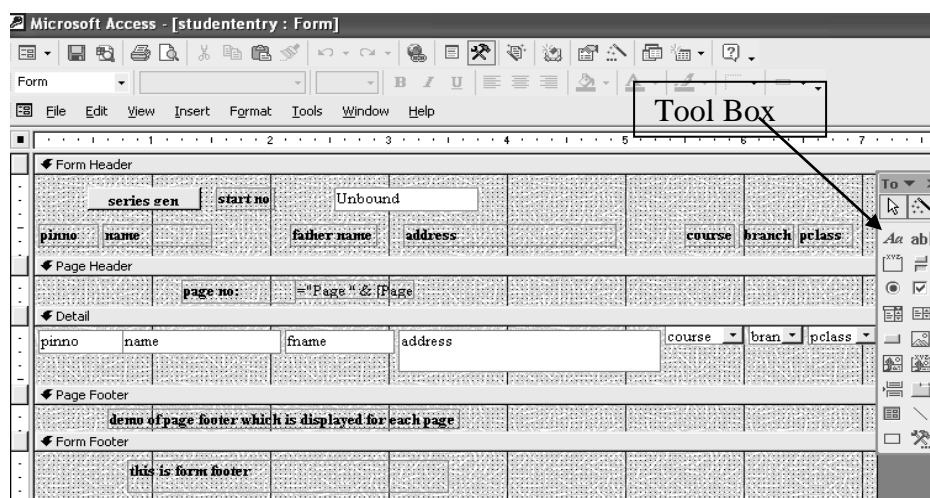 Microsoft Access - [studententry : Form]
Form B I U
File Edit View Insert Format Tools Window Help
Tool Box
1 2 3 4 5 6 7
Form Header
To
series gen start no Unbound
pinno name father name address course branch pclass
Aa ab|
Page Header
page no: ="Page " & [Page
Detail
pinno name fname address course bran pclass
Page Footer
demo of page footer which is displayed for each page
Form Footer
this is form footer